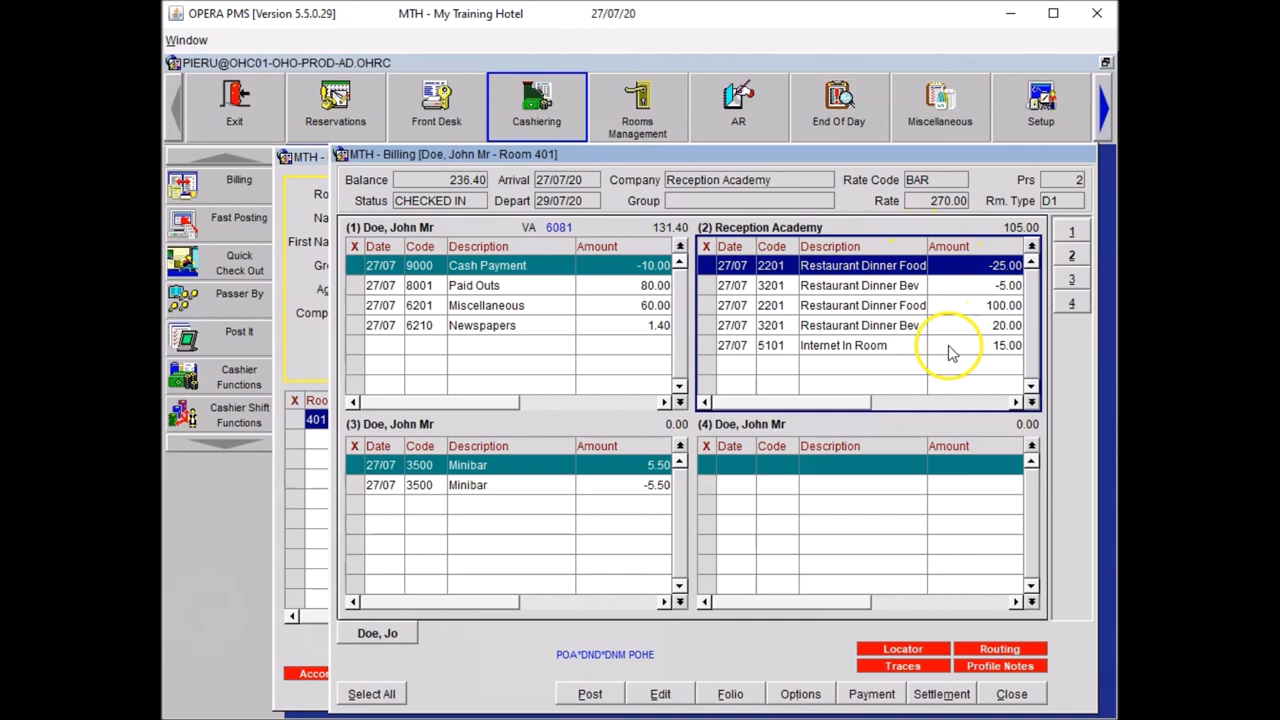 OPERA PMS [Version 5.5.0.29] MTH - My Training Hotel 27/07/20
Window
PIERU@OHC01-OHO-PROD-AD.OHRC
Exit Reservations Front Desk Cashiering Rooms Management AR End Of Day Miscellaneous Setup
Billing
Fast Posting
Quick Check Out
Passer By
Post It
Cashier Functions
Cashier Shift Functions
MTH -
Ro
Na
First Na
Gr
Ag
Comp
X Roo
401
Accor
MTH - Billing [Doe, John Mr - Room 401]
Balance 236.40 Arrival 27/07/20 Company Reception Academy Rate Code BAR Prs 2
Status CHECKED IN Depart 29/07/20 Group Rate 270.00 Rm. Type D1
(1) Doe, John Mr VA 6081 131.40
X Date Code Description Amount
27/07 9000 Cash Payment -10.00
27/07 8001 Paid Outs 80.00
27/07 6201 Miscellaneous 60.00
27/07 6210 Newspapers 1.40
(2) Reception Academy 105.00
X Date Code Description Amount
27/07 2201 Restaurant Dinner Food -25.00
27/07 3201 Restaurant Dinner Bev -5.00
27/07 2201 Restaurant Dinner Food 100.00
27/07 3201 Restaurant Dinner Bev 20.00
27/07 5101 Internet In Room 15.00
1
2
3
4
(3) Doe, John Mr 0.00
X Date Code Description Amount
27/07 3500 Minibar 5.50
27/07 3500 Minibar -5.50
(4) Doe, John Mr 0.00
X Date Code Description Amount
Doe, Jo
POA*DND*DNM POHE
Locator Routing
Traces Profile Notes
Select All Post Edit Folio Options Payment Settlement Close